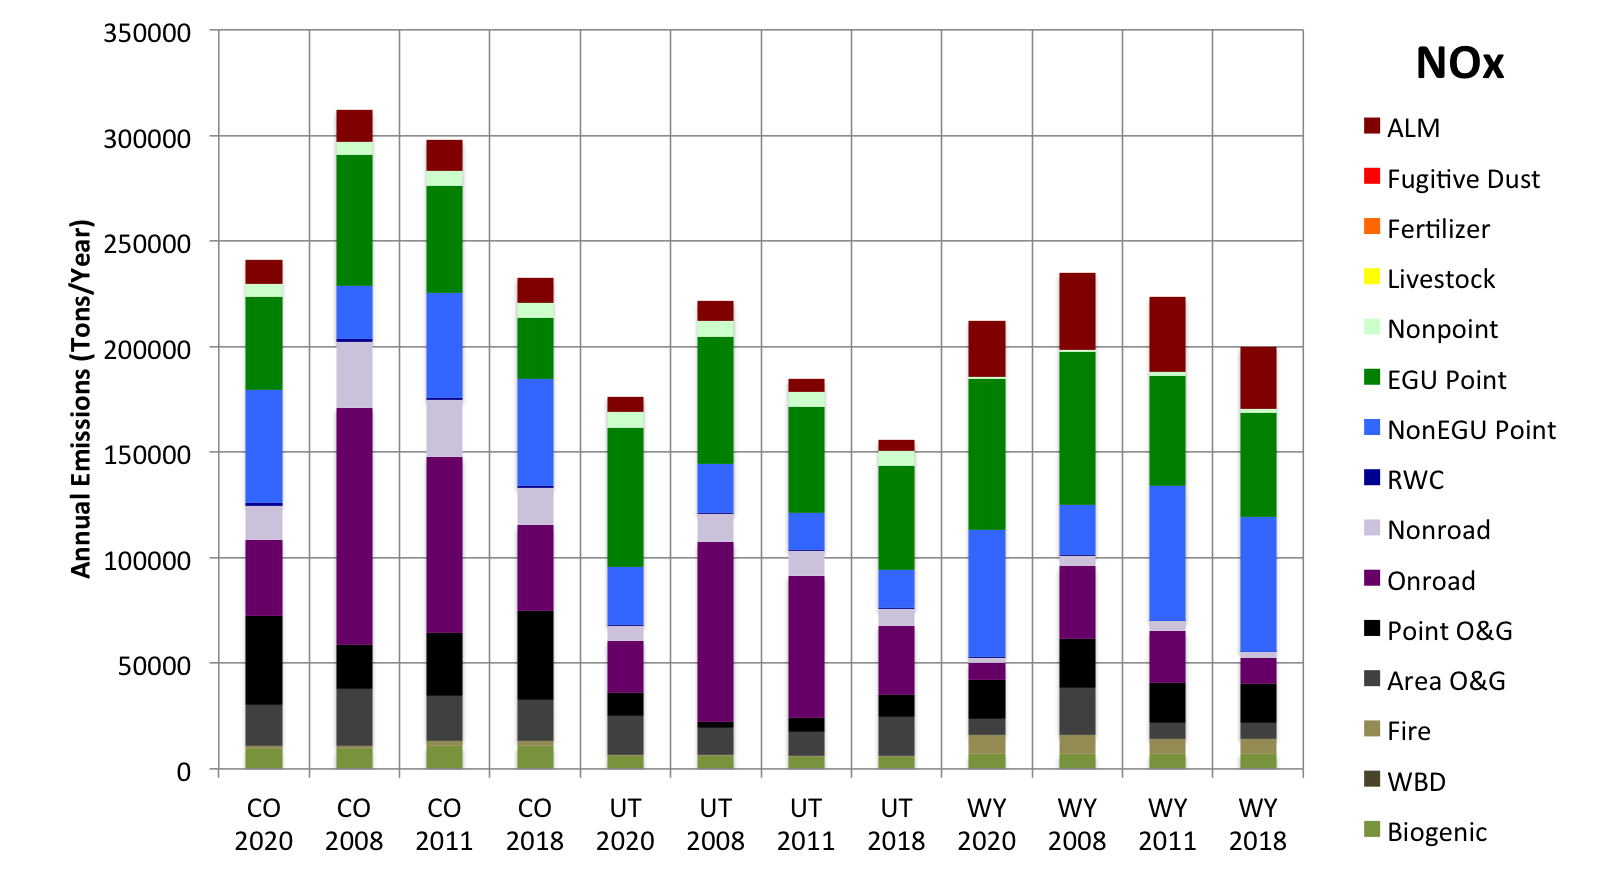 NOx
350000
300000
250000
200000
150000
100000
50000
0
Annual Emissions (Tons/Year)
CO 2020
CO 2008
CO 2011
CO 2018
UT 2020
UT 2008
UT 2011
UT 2018
WY 2020
WY 2008
WY 2011
WY 2018
ALM
Fugitive Dust
Fertilizer
Livestock
Nonpoint
EGU Point
NonEGU Point
RWC
Nonroad
Onroad
Point O&G
Area O&G
Fire
WBD
Biogenic